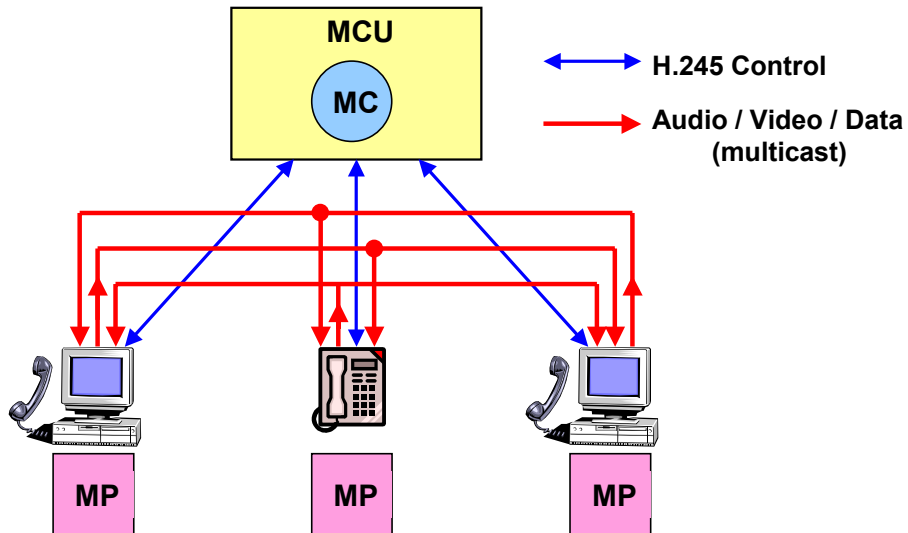 MCU
MC
H.245 Control
Audio / Video / Data
(multicast)
MP
MP
MP